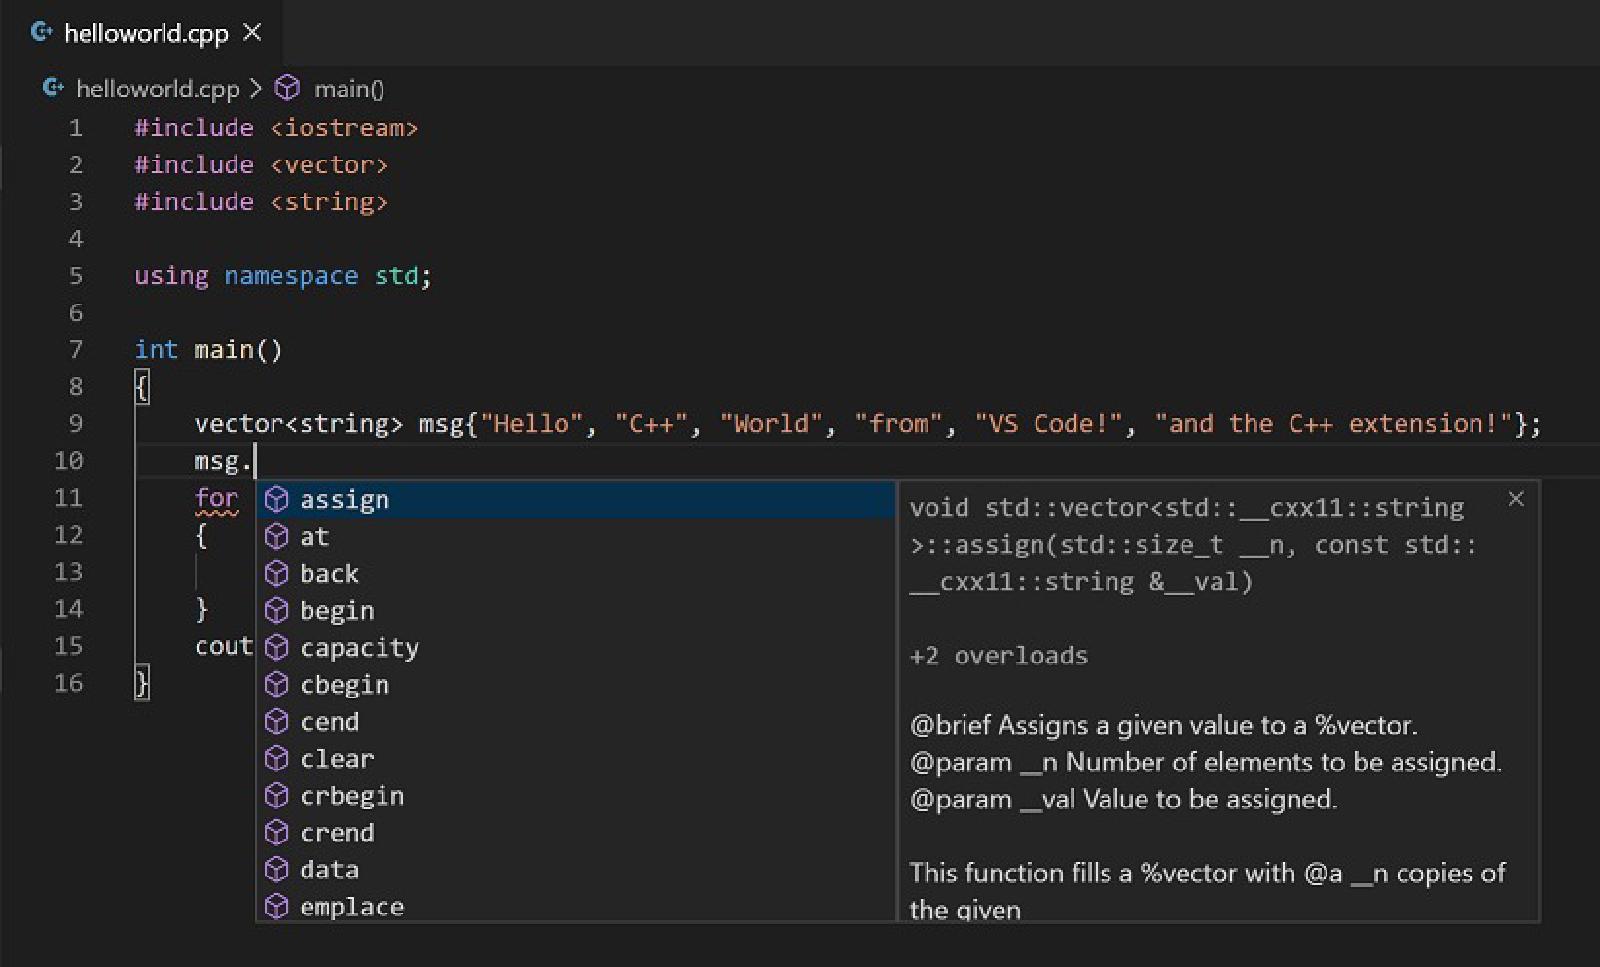 helloworld.cpp
helloworld.cpp > main()
1 #include <iostream>
2 #include <vector>
3 #include <string>
4
5 using namespace std;
6
7 int main()
8 {
9 vector<string> msg{"Hello", "C++", "World", "from", "VS Code!", "and the C++ extension!"};
10 msg.
11 for
12 {
13
14 }
15 cout
16 }
assign
at
back
begin
capacity
cbegin
cend
clear
crbegin
crend
data
emplace
void std::vector<std::__cxx11::string
>::assign(std::size_t __n, const std::
__cxx11::string &__val)
+2 overloads
@brief Assigns a given value to a %vector.
@param __n Number of elements to be assigned.
@param __val Value to be assigned.
This function fills a %vector with @a __n copies of
the given